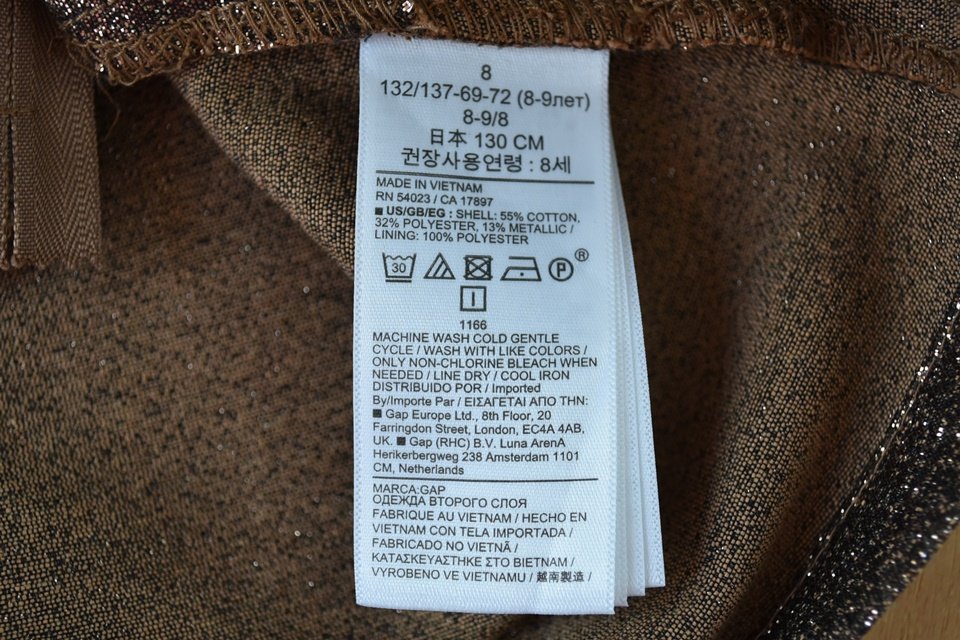 8
132/137-69-72 (8-9лет)
8-9/8
日本 130 CM
권장사용연령 : 8세
MADE IN VIETNAM
RN 54023 / CA 17897
■ US/GB/EG : SHELL: 55% COTTON,
32% POLYESTER, 13% METALLIC /
LINING: 100% POLYESTER
30
P
®
1166
MACHINE WASH COLD GENTLE
CYCLE / WASH WITH LIKE COLORS /
ONLY NON-CHLORINE BLEACH WHEN
NEEDED / LINE DRY / COOL IRON
DISTRIBUIDO POR / Imported
By/Importe Par / ΕΙΣΑΓΕΤΑΙ ΑΠΟ ΤΗΝ:
■ Gap Europe Ltd., 8th Floor, 20
Farringdon Street, London, EC4A 4AB,
UK. ■ Gap (RHC) B.V. Luna ArenA
Herikerbergweg 238 Amsterdam 1101
CM, Netherlands
MARCA:GAP
ОДЕЖДА ВТОРОГО СЛОЯ
FABRIQUE AU VIETNAM / HECHO EN
VIETNAM CON TELA IMPORTADA /
FABRICADO NO VIETNÃ /
ΚΑΤΑΣΚΕΥΑΣΤΗΚΕ ΣΤΟ ΒΙΕΤΝΑΜ /
VYROBENO VE VIETNAMU / 越南製造 /